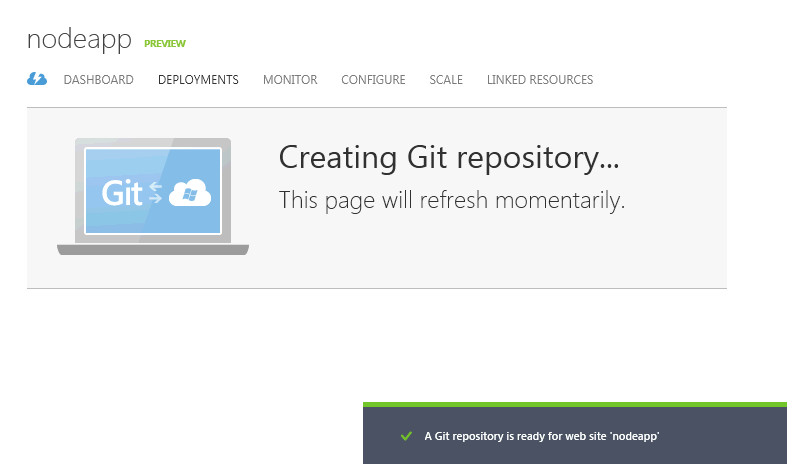 nodeapp PREVIEW
DASHBOARD DEPLOYMENTS MONITOR CONFIGURE SCALE LINKED RESOURCES
Git
Creating Git repository...
This page will refresh momentarily.
A Git repository is ready for web site 'nodeapp'